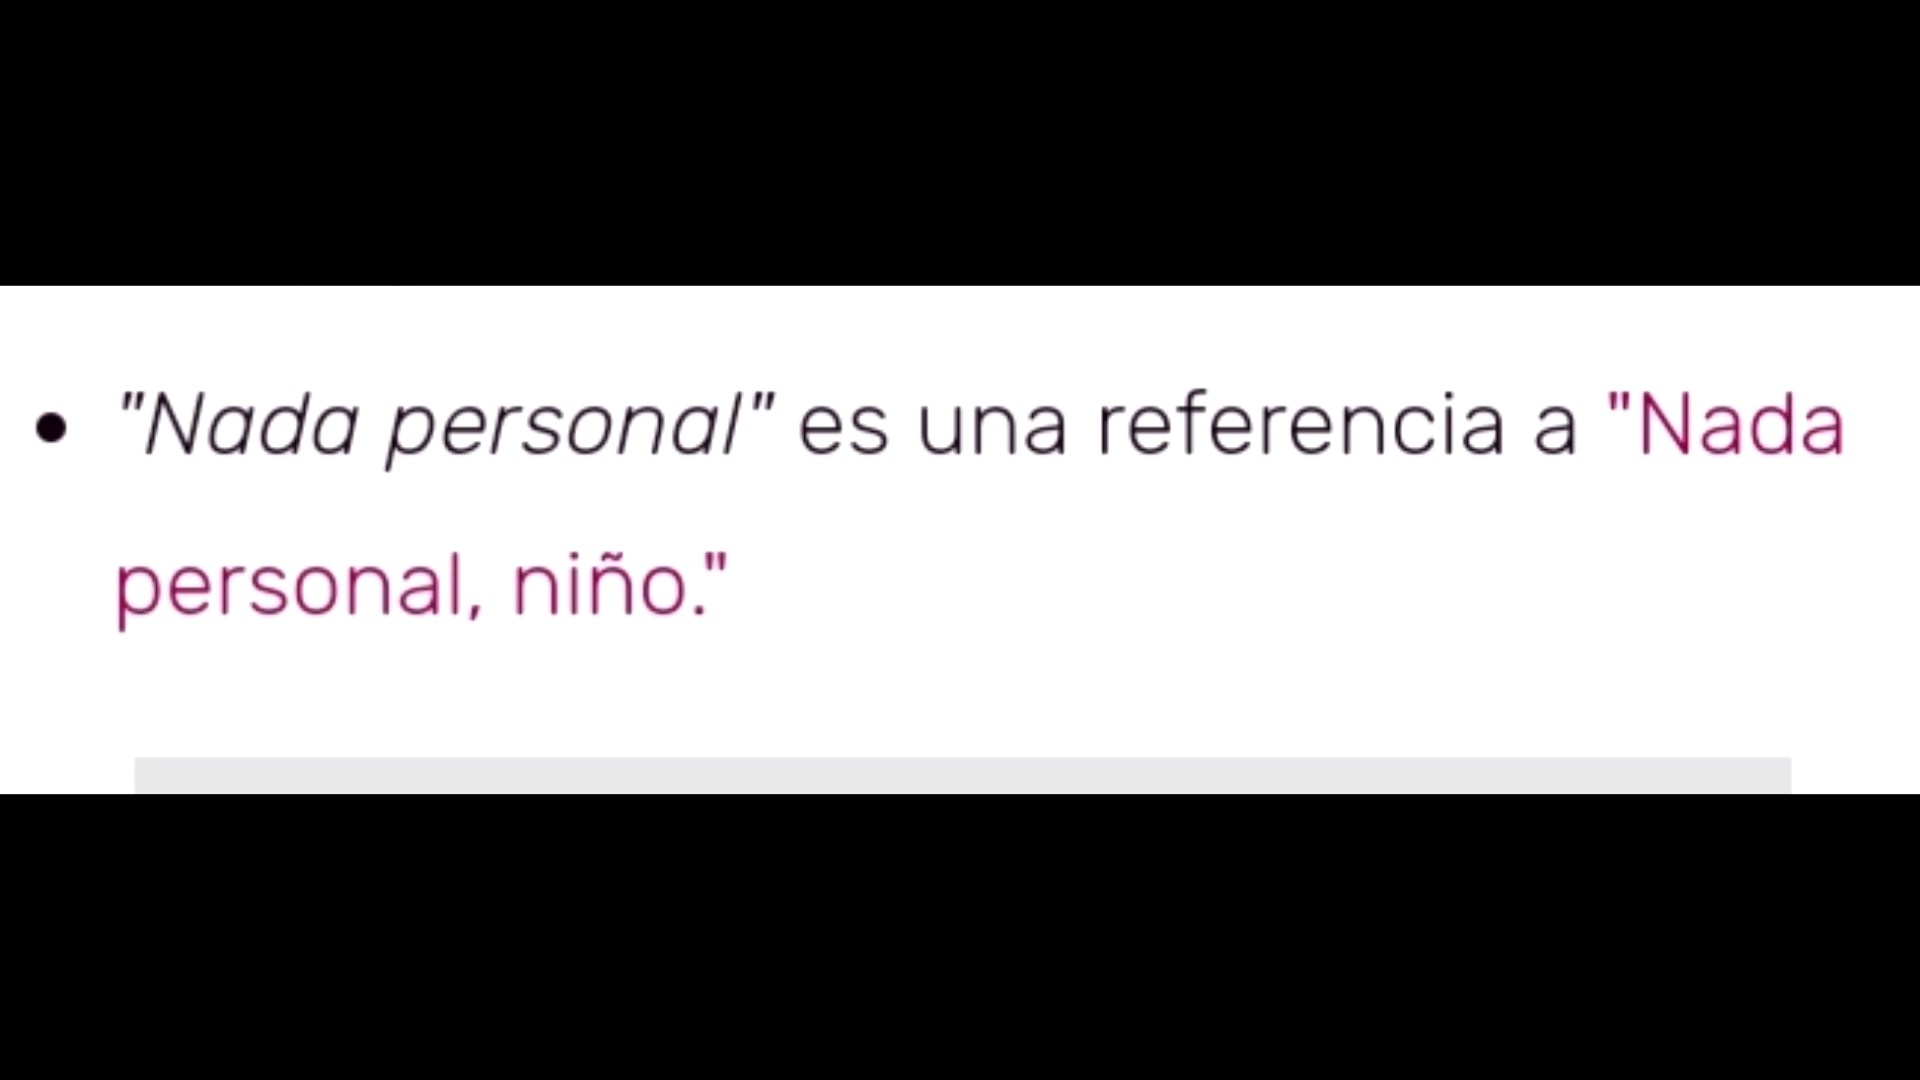 • "Nada personal" es una referencia a "Nada
personal, niño."